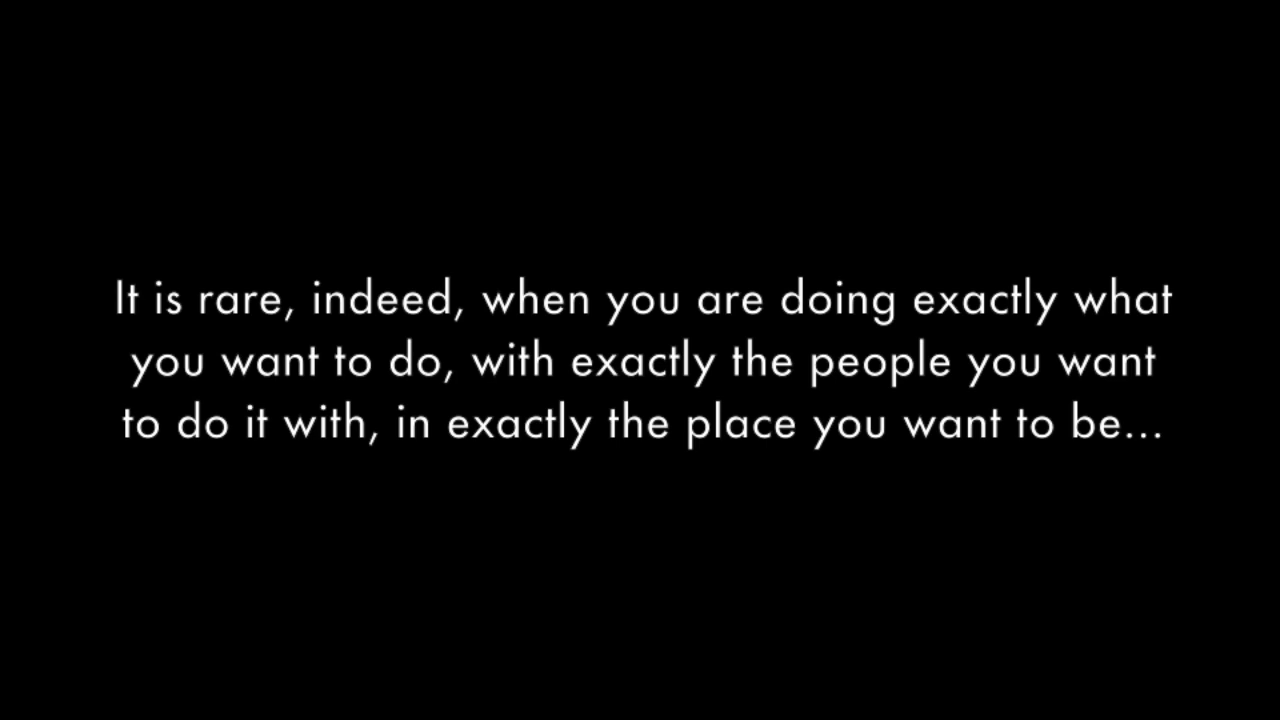 It is rare, indeed, when you are doing exactly what
you want to do, with exactly the people you want
to do it with, in exactly the place you want to be...